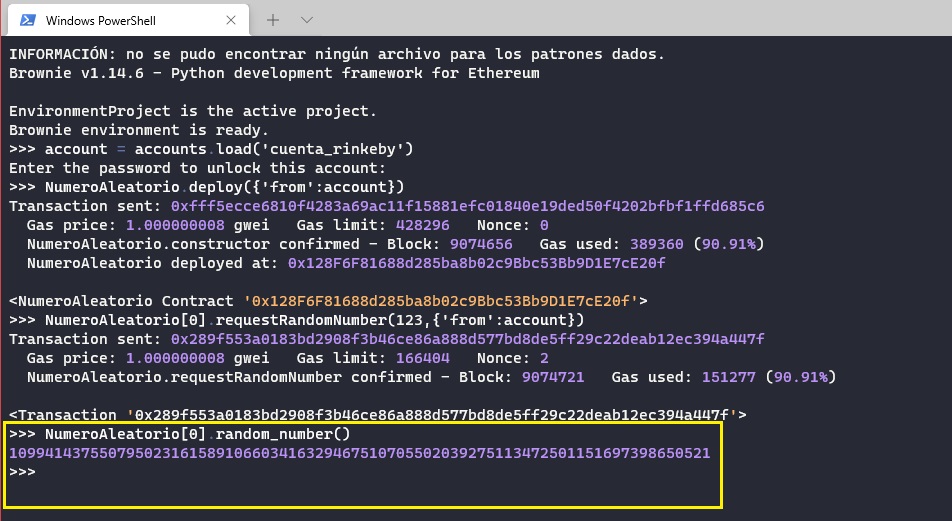 Windows PowerShell
INFORMACIÓN: no se pudo encontrar ningún archivo para los patrones dados.
Brownie v1.14.6 - Python development framework for Ethereum
EnvironmentProject is the active project.
Brownie environment is ready.
>>> account = accounts.load('cuenta_rinkeby')
Enter the password to unlock this account:
>>> NumeroAleatorio.deploy({'from':account})
Transaction sent: 0xfff5ecce6810f4283a69ac11f15881efc01840e19ded50f4202bfbf1ffd685c6
Gas price: 1.000000008 gwei   Gas limit: 428296   Nonce: 0
NumeroAleatorio.constructor confirmed - Block: 9074656   Gas used: 389360 (90.91%)
NumeroAleatorio deployed at: 0x128F6F81688d285ba8b02c9Bbc53Bb9D1E7cE20f
<NumeroAleatorio Contract '0x128F6F81688d285ba8b02c9Bbc53Bb9D1E7cE20f'>
>>> NumeroAleatorio[0].requestRandomNumber(123,{'from':account})
Transaction sent: 0x289f553a0183bd2908f3b46ce86a888d577bd8de5ff29c22deab12ec394a447f
Gas price: 1.000000008 gwei   Gas limit: 166404   Nonce: 2
NumeroAleatorio.requestRandomNumber confirmed - Block: 9074721   Gas used: 151277 (90.91%)
<Transaction '0x289f553a0183bd2908f3b46ce86a888d577bd8de5ff29c22deab12ec394a447f'>
>>> NumeroAleatorio[0].random_number()
109941437550795023161589106603416329467510705502039275113472501151697398650521
>>>